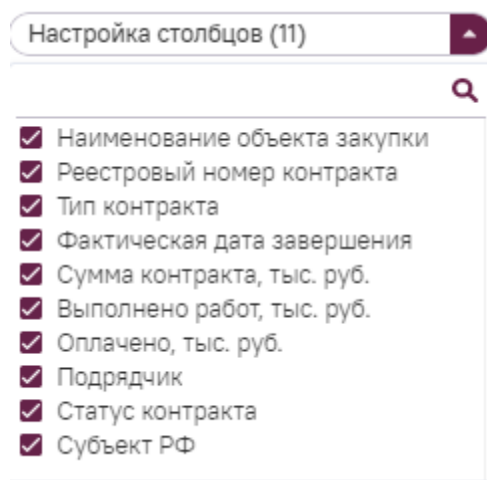 Настройка столбцов (11)
Наименование объекта закупки
Реестровый номер контракта
Тип контракта
Фактическая дата завершения
Сумма контракта, тыс. руб.
Выполнено работ, тыс. руб.
Оплачено, тыс. руб.
Подрядчик
Статус контракта
Субъект РФ